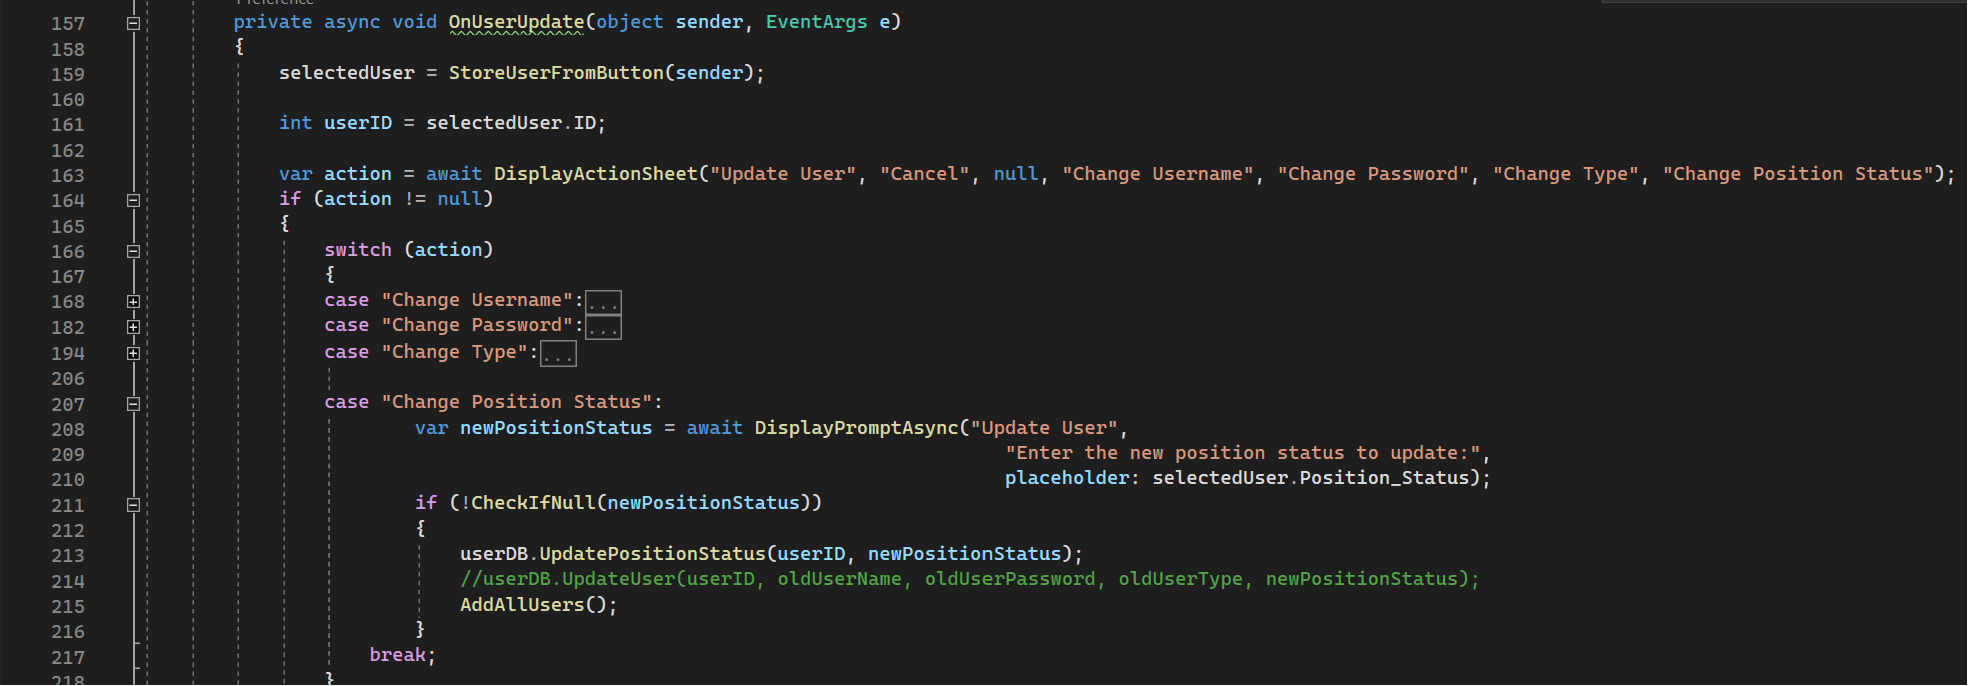 157 private async void OnUserUpdate(object sender, EventArgs e)
158 {
159 selectedUser = StoreUserFromButton(sender);
160
161 int userID = selectedUser.ID;
162
163 var action = await DisplayActionSheet("Update User", "Cancel", null, "Change Username", "Change Password", "Change Type", "Change Position Status");
164 if (action != null)
165 {
166 switch (action)
167 {
168 case "Change Username":...
182 case "Change Password":...
194 case "Change Type":...
206
207 case "Change Position Status":
208 var newPositionStatus = await DisplayPromptAsync("Update User",
209 "Enter the new position status to update:",
210 placeholder: selectedUser.Position_Status);
211 if (!CheckIfNull(newPositionStatus))
212 {
213 userDB.UpdatePositionStatus(userID, newPositionStatus);
214 //userDB.UpdateUser(userID, oldUserName, oldUserPassword, oldUserType, newPositionStatus);
215 AddAllUsers();
216 }
217 break;
218 }